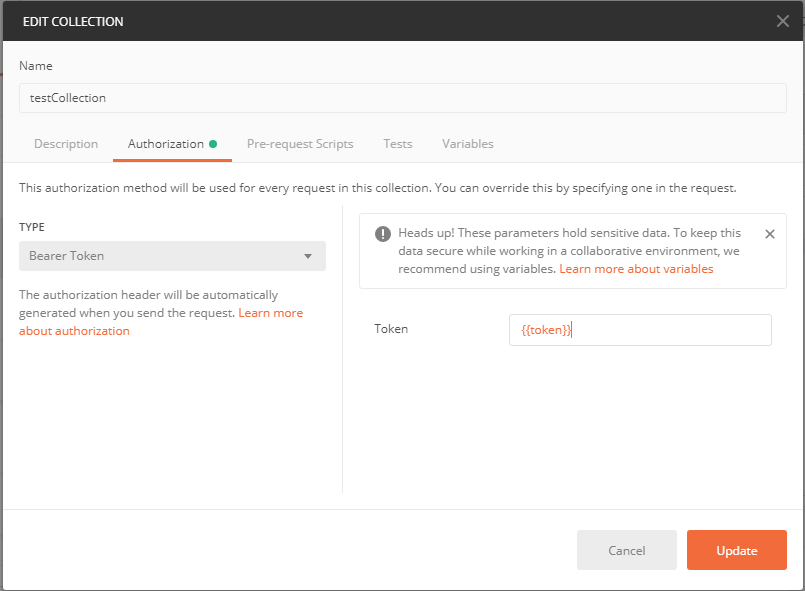 EDIT COLLECTION
Name
testCollection
Description Authorization Pre-request Scripts Tests Variables
This authorization method will be used for every request in this collection. You can override this by specifying one in the request.
TYPE
Bearer Token
The authorization header will be automatically
generated when you send the request. Learn more
about authorization
Heads up! These parameters hold sensitive data. To keep this
data secure while working in a collaborative environment, we
recommend using variables. Learn more about variables
Token {{token}}
Cancel Update